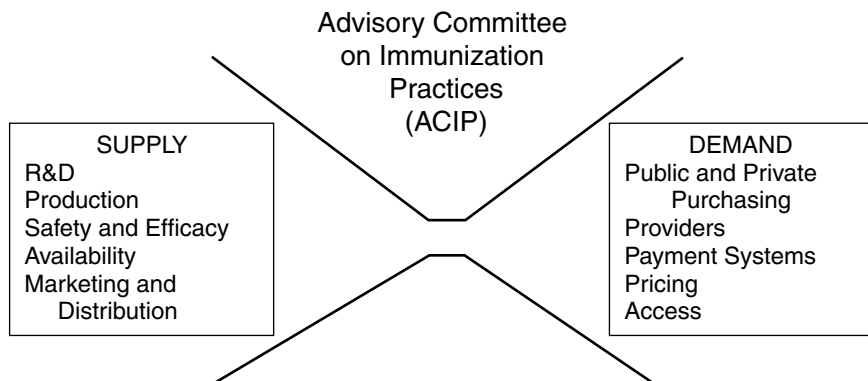 Advisory Committee
on Immunization
Practices
(ACIP)
SUPPLY
R&D
Production
Safety and Efficacy
Availability
Marketing and
Distribution
DEMAND
Public and Private
Purchasing
Providers
Payment Systems
Pricing
Access